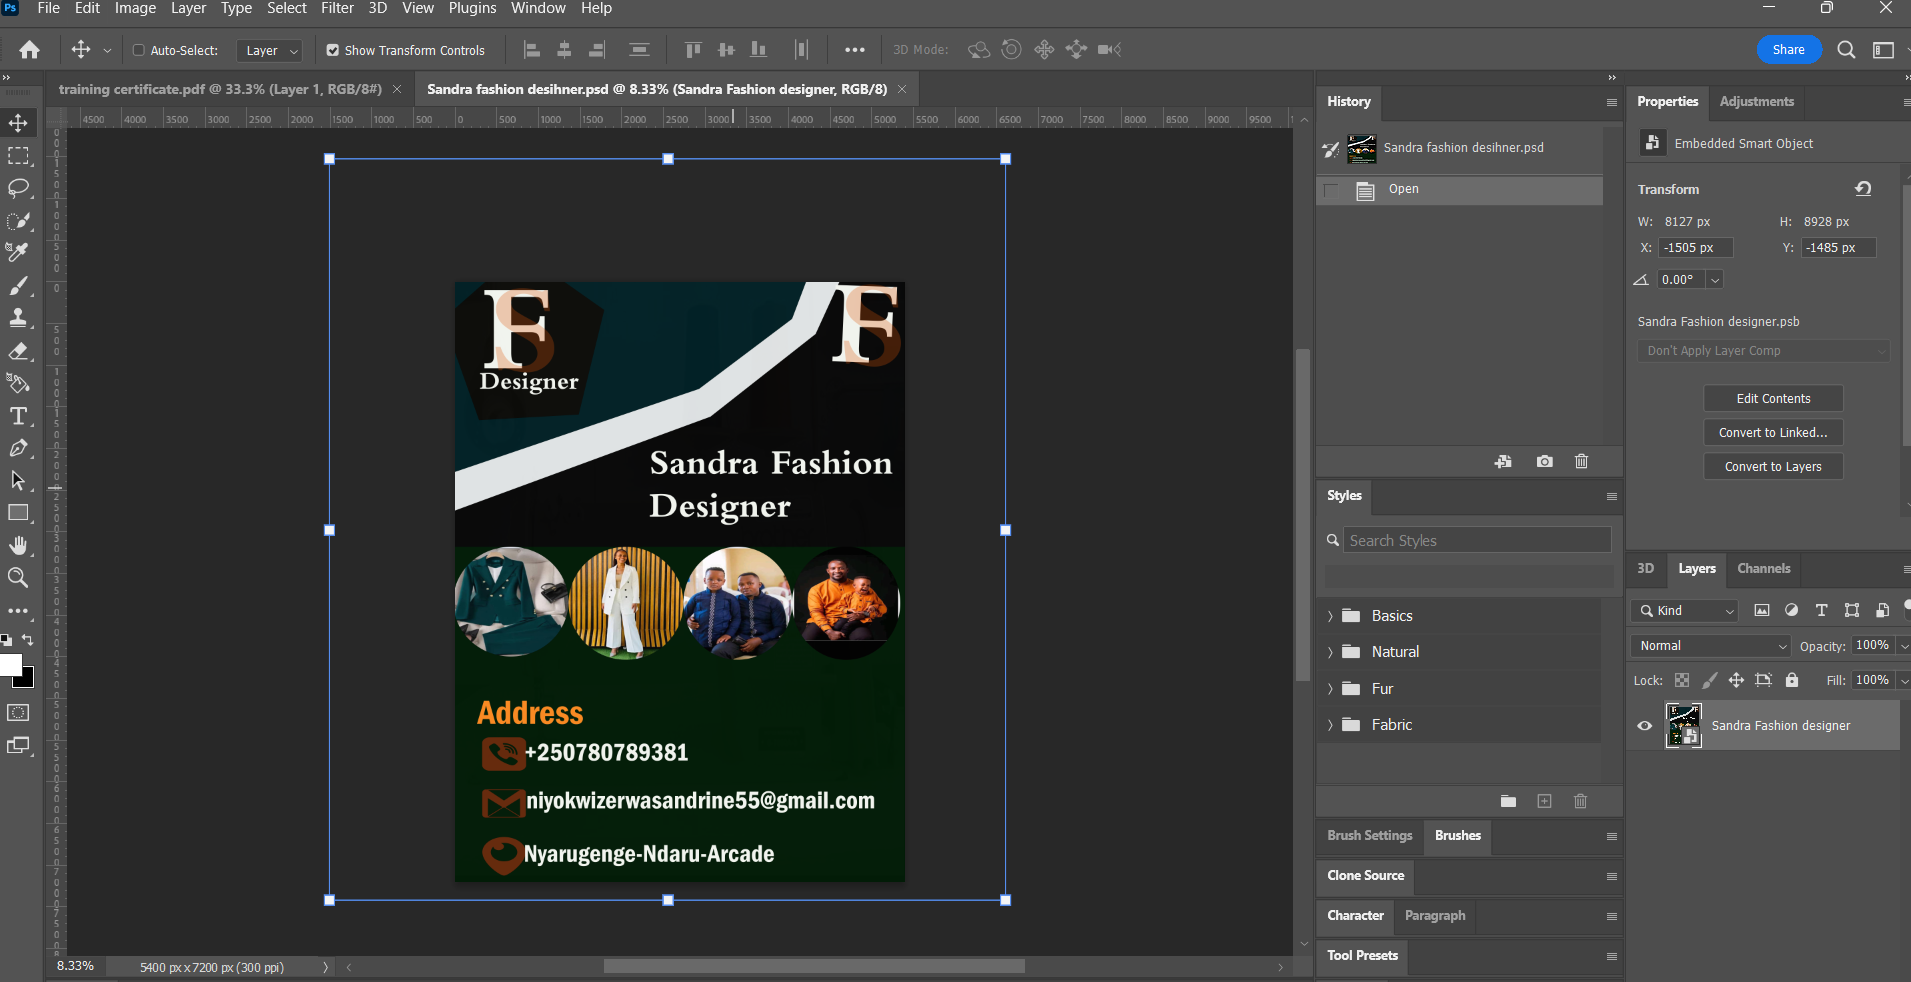 Ps File Edit Image Layer Type Select Filter 3D View Plugins Window Help
Auto-Select: Layer Show Transform Controls 3D Mode: Share
training certificate.pdf @ 33.3% (Layer 1, RGB/8#) Sandra fashion desihner.psd @ 8.33% (Sandra Fashion designer, RGB/8)
4500 4000 3500 3000 2500 2000 1500 1000 500 0 500 1000 1500 2000 2500 3000 3500 4000 4500 5000 5500 6000 6500 7000 7500 8000 8500 9000 9500
FS
Designer
FS
Sandra Fashion
Designer
Address
+250780789381
niyokwizerwasandrine55@gmail.com
Nyarugenge-Ndaru-Arcade
8.33% 5400 px x 7200 px (300 ppi)
History
Sandra fashion desihner.psd
Open
Styles
Search Styles
Basics
Natural
Fur
Fabric
Brush Settings Brushes
Clone Source
Character Paragraph
Tool Presets
Properties Adjustments
Embedded Smart Object
Transform
W: 8127 px H: 8928 px
X: -1505 px Y: -1485 px
0.00°
Sandra Fashion designer.psb
Don't Apply Layer Comp
Edit Contents
Convert to Linked...
Convert to Layers
3D Layers Channels
Kind
Normal Opacity: 100%
Lock: Fill: 100%
Sandra Fashion designer